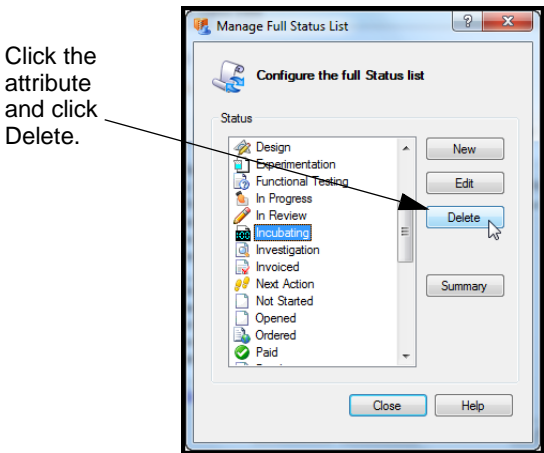 Manage Full Status List
Click the
attribute
and click
Delete.
Configure the full Status list
Status
Design
Experimentation
Functional Testing
In Progress
In Review
Incubating
Investigation
Invoiced
Next Action
Not Started
Opened
Ordered
Paid
New
Edit
Delete
Summary
Close
Help